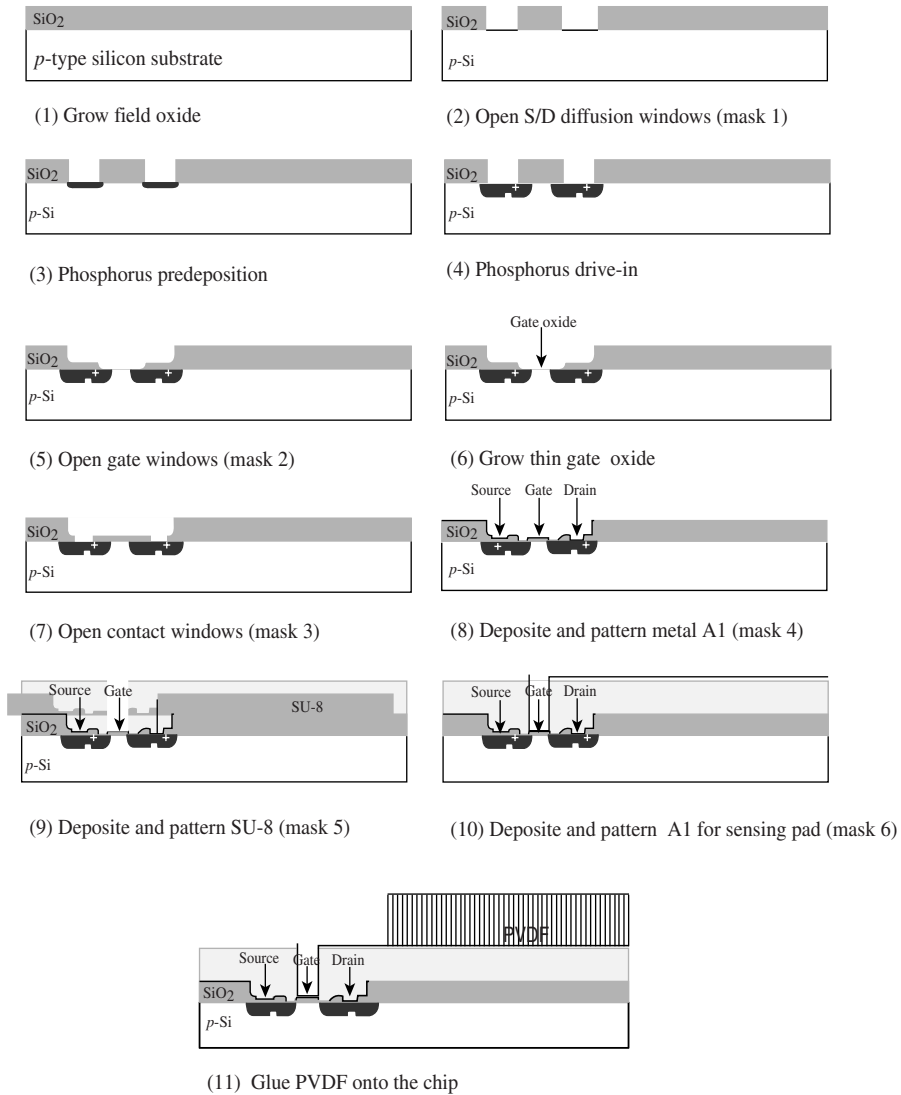 SiO2
p-type silicon substrate
(1) Grow field oxide
SiO2
p-Si
(2) Open S/D diffusion windows (mask 1)
SiO2
p-Si
(3) Phosphorus predeposition
SiO2
p-Si
(4) Phosphorus drive-in
SiO2
p-Si
(5) Open gate windows (mask 2)
Gate oxide
SiO2
p-Si
(6) Grow thin gate oxide
SiO2
p-Si
(7) Open contact windows (mask 3)
Source Gate Drain
SiO2
p-Si
(8) Deposite and pattern metal A1 (mask 4)
Source Gate
SU-8
SiO2
p-Si
(9) Deposite and pattern SU-8 (mask 5)
Source Gate Drain
(10) Deposite and pattern A1 for sensing pad (mask 6)
PVDF
Source Gate Drain
SiO2
p-Si
(11) Glue PVDF onto the chip